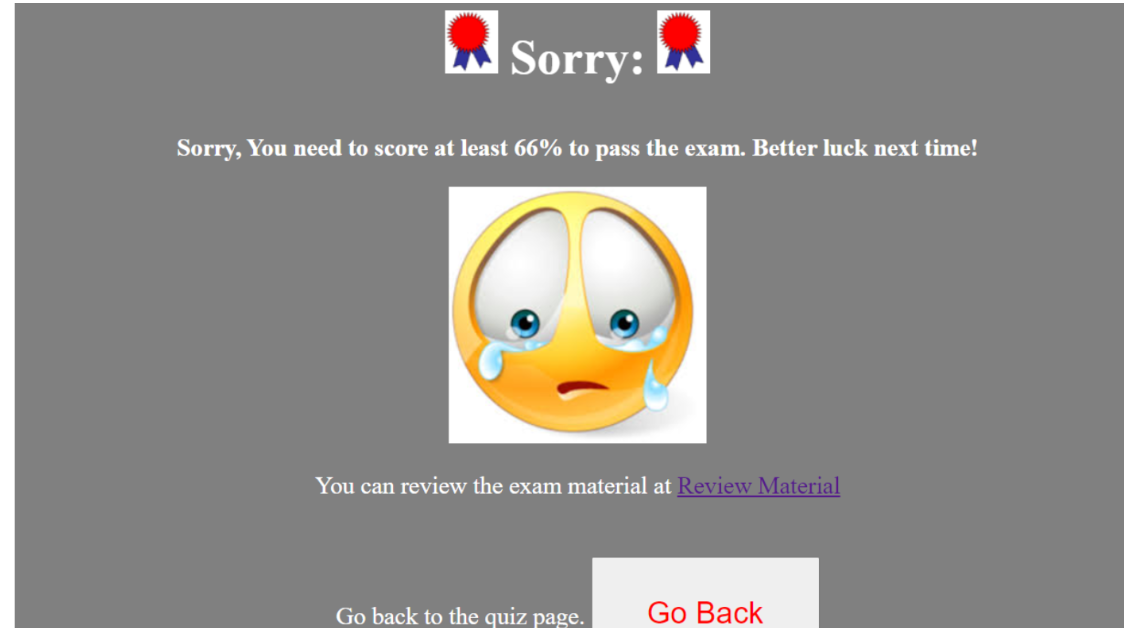 Sorry:
Sorry, You need to score at least 66% to pass the exam. Better luck next time!
You can review the exam material at Review Material
Go back to the quiz page. Go Back